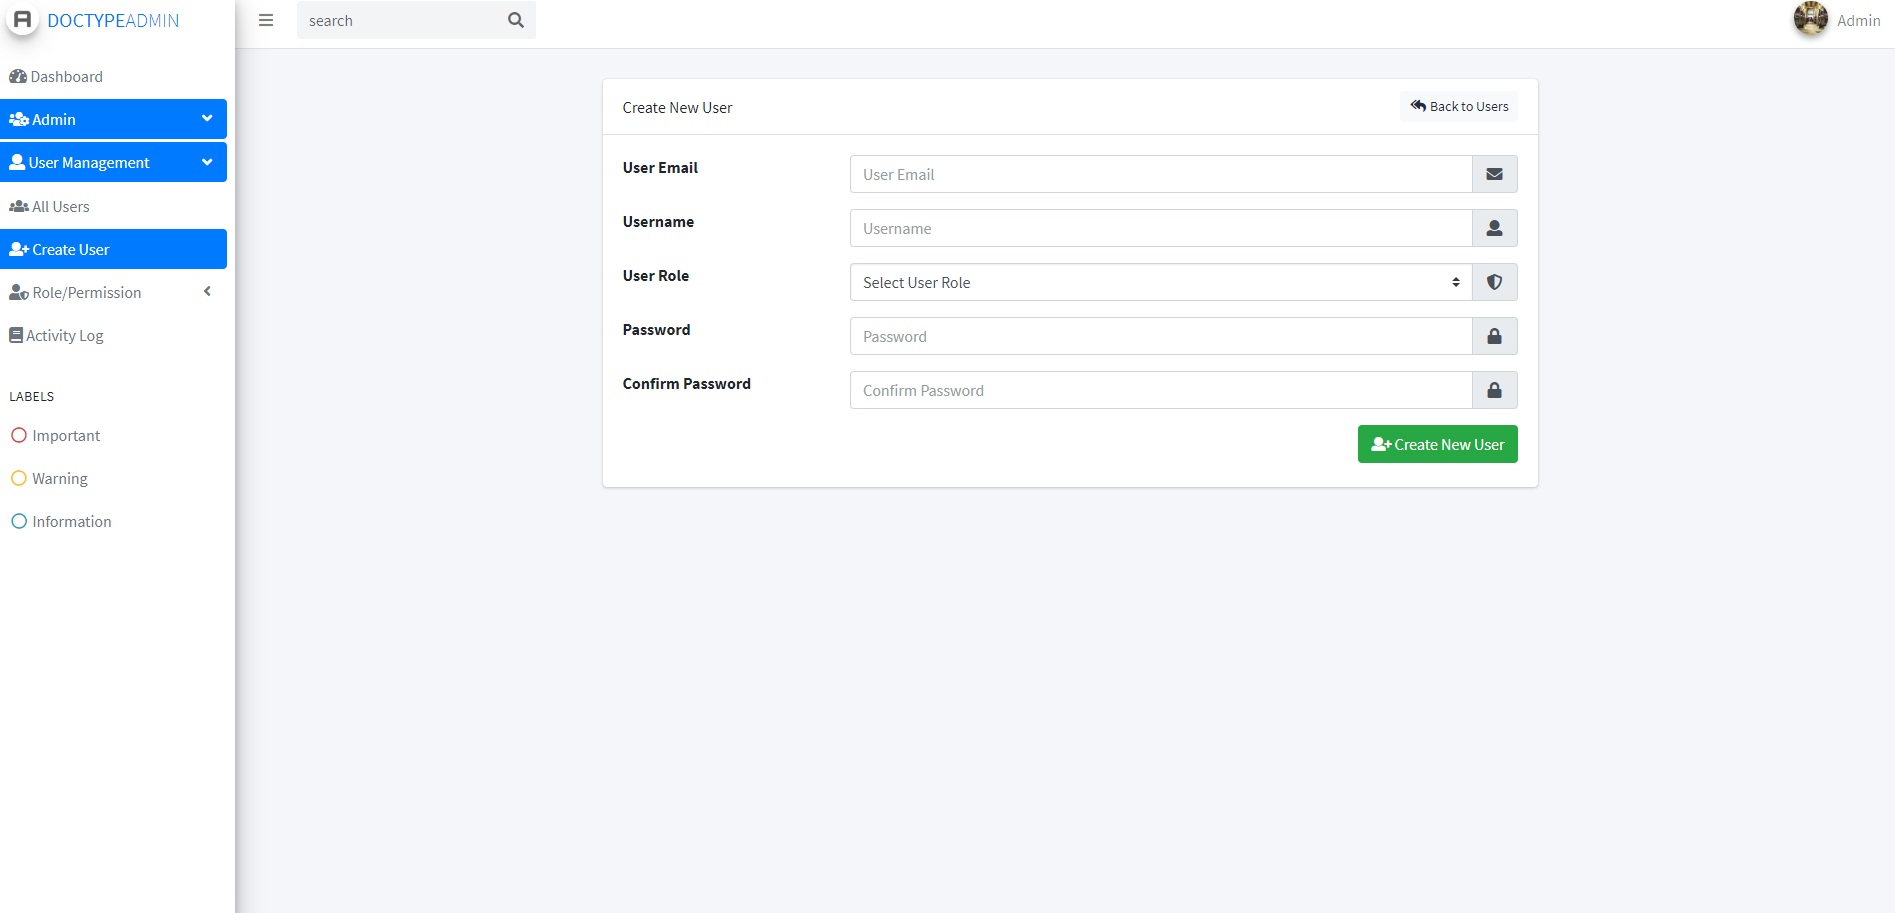 DOCTYPEADMIN
search
Admin
Dashboard
Admin
User Management
All Users
Create User
Role/Permission
Activity Log
LABELS
Important
Warning
Information
Create New User
Back to Users
User Email
User Email
Username
Username
User Role
Select User Role
Password
Password
Confirm Password
Confirm Password
Create New User